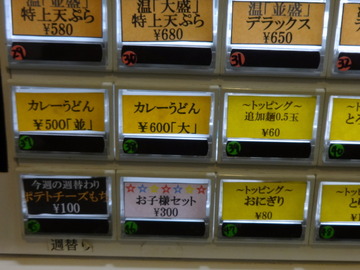 温「並盛」
特上天ぷら
¥580
温「大盛」
特上天ぷら
¥680
温「並盛」
デラックス
¥650
31
カレーうどん
¥500「並」
カレーうどん
¥600「大」
～トッピング～
追加麺0.5玉
¥60
今週の週替わり
ポテトチーズもち
¥100
☆☆☆☆☆☆☆
お子様セット
¥300
～トッピング～
おにぎり
¥80
週替り